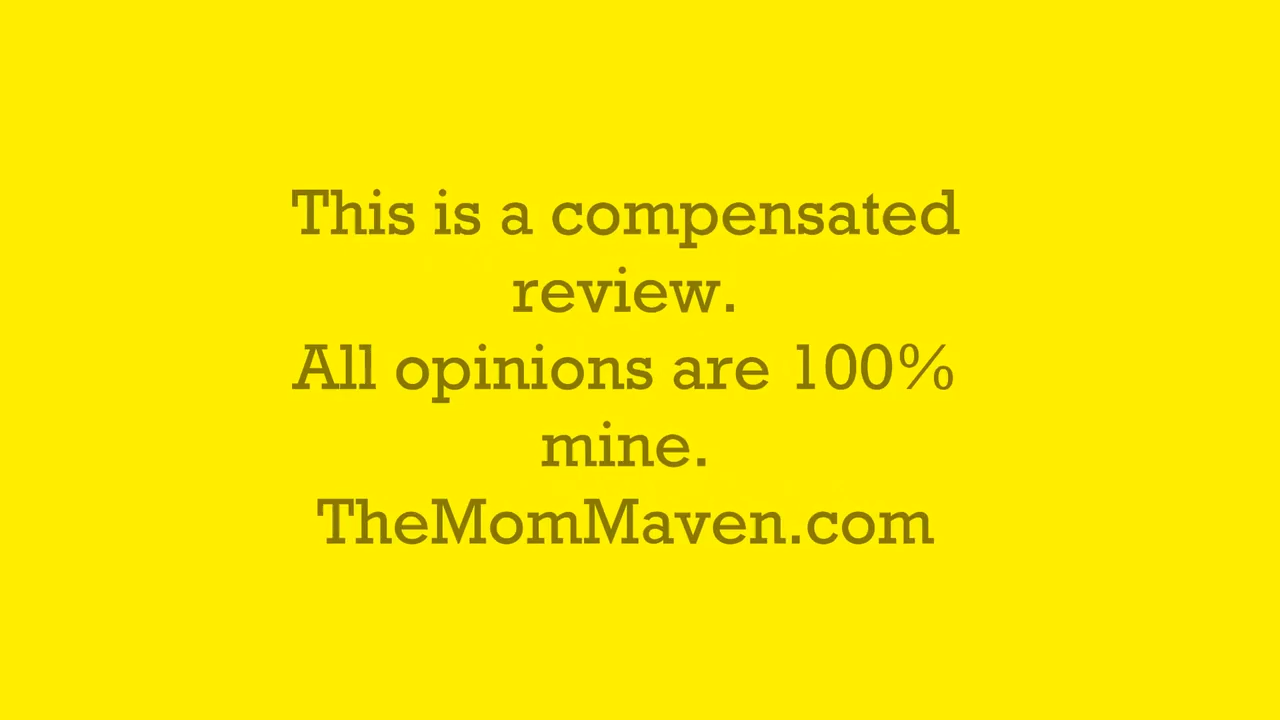 This is a compensated
review.
All opinions are 100%
mine.
TheMomMaven.com